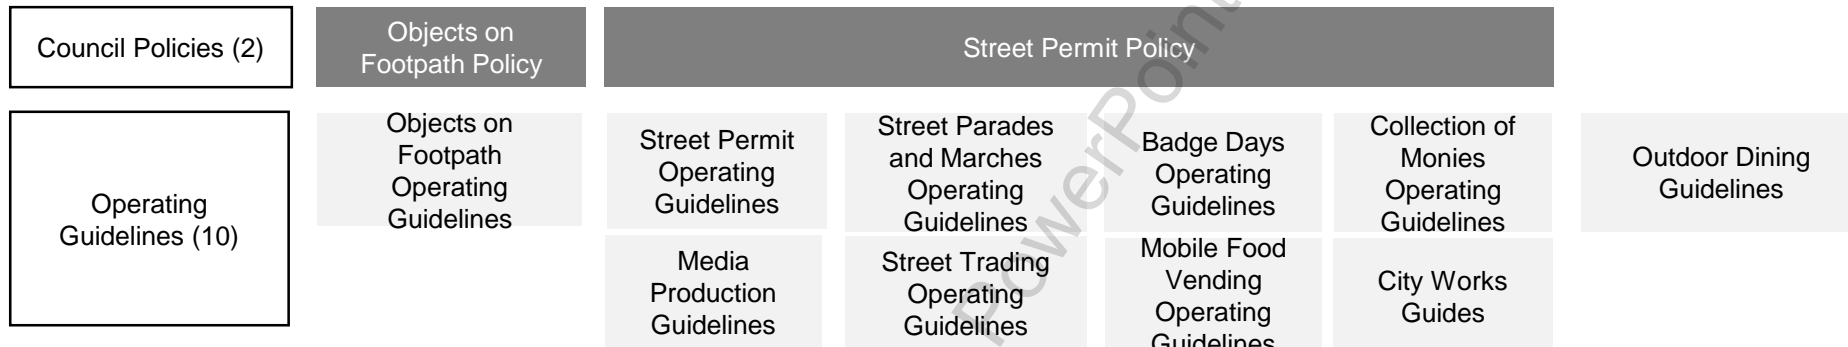 Council Policies (2)
Objects on
Footpath Policy
Street Permit Policy
Operating
Guidelines (10)
Objects on
Footpath
Operating
Guidelines
Street Permit
Operating
Guidelines
Street Parades
and Marches
Operating
Guidelines
Badge Days
Operating
Guidelines
Collection of
Monies
Operating
Guidelines
Outdoor Dining
Guidelines
Media
Production
Guidelines
Street Trading
Operating
Guidelines
Mobile Food
Vending
Operating
Guidelines
City Works
Guides
PowerPoint